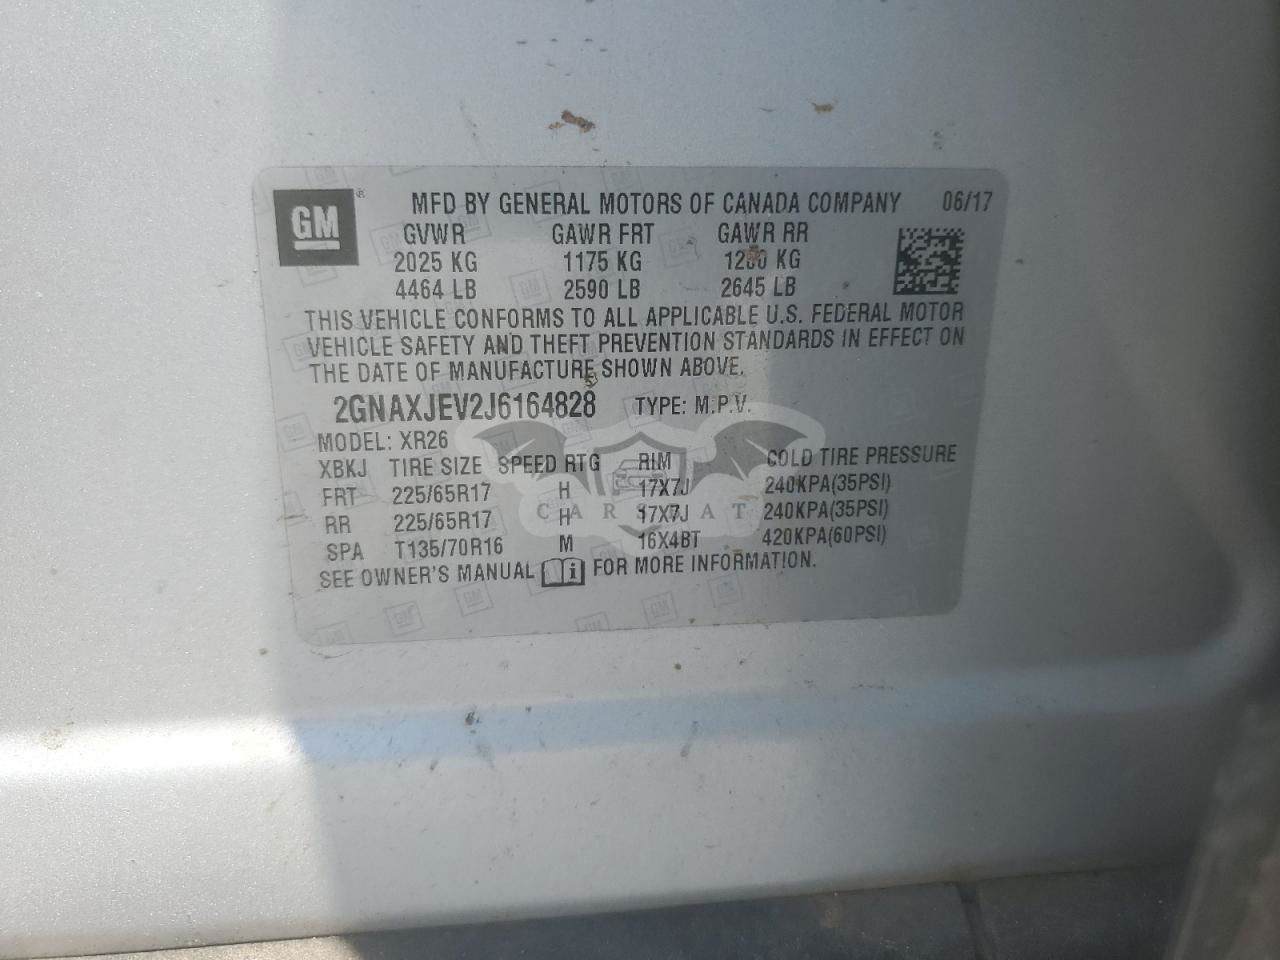 GM ® MFD BY GENERAL MOTORS OF CANADA COMPANY 06/17
GVWR GAWR FRT GAWR RR
2025 KG 1175 KG 1200 KG
4464 LB 2590 LB 2645 LB
THIS VEHICLE CONFORMS TO ALL APPLICABLE U.S. FEDERAL MOTOR
VEHICLE SAFETY AND THEFT PREVENTION STANDARDS IN EFFECT ON
THE DATE OF MANUFACTURE SHOWN ABOVE.
2GNAXJEV2J6164828 TYPE: M.P.V.
MODEL: XR26
XBKJ TIRE SIZE SPEED RTG RIM COLD TIRE PRESSURE
FRT 225/65R17 H 17X7J 240KPA(35PSI)
RR 225/65R17 H 17X7J 240KPA(35PSI)
SPA T135/70R16 M 16X4BT 420KPA(60PSI)
SEE OWNER'S MANUAL i FOR MORE INFORMATION.